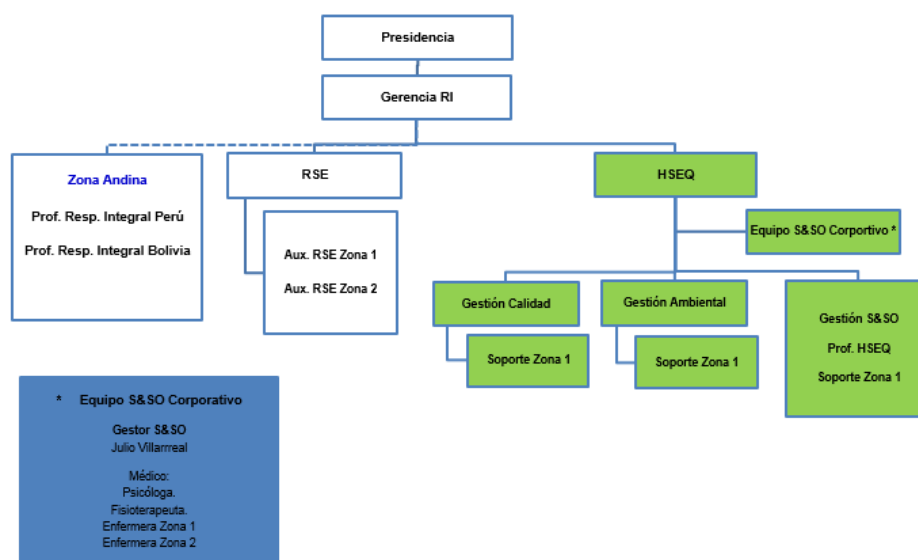 Presidencia
Gerencia RI
Zona Andina
Prof. Resp. Integral Perú
Prof. Resp. Integral Bolivia
RSE
Aux. RSE Zona 1
Aux. RSE Zona 2
HSEQ
Equipo S&SO Corportivo *
Gestión Calidad
Soporte Zona 1
Gestión Ambiental
Soporte Zona 1
Gestión S&SO
Prof. HSEQ
Soporte Zona 1
* Equipo S&SO Corporativo
Gestor S&SO
Julio Villarrreal
Médico:
Psicóloga.
Fisioterapeuta.
Enfermera Zona 1
Enfermera Zona 2